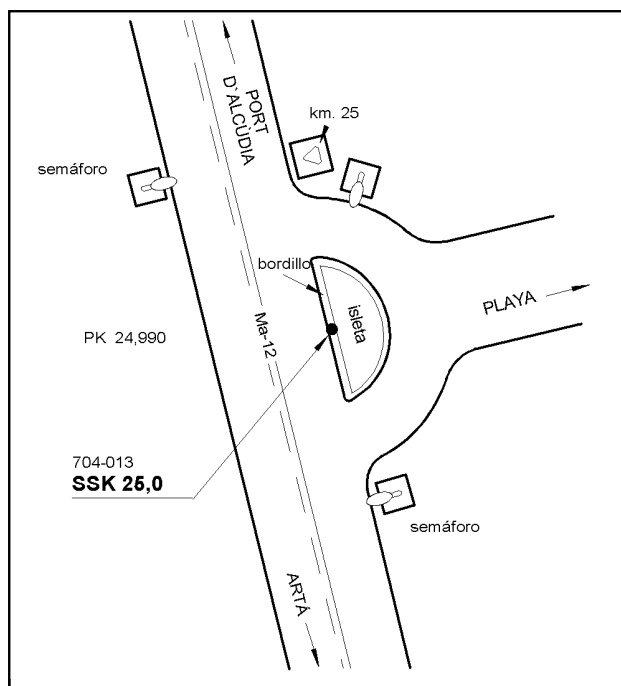 PORT
D`ALCÙDIA
km. 25
semáforo
bordillo
isleta
PLAYA
Ma-12
PK 24,990
704-013
SSK 25,0
semáforo
ARTÁ